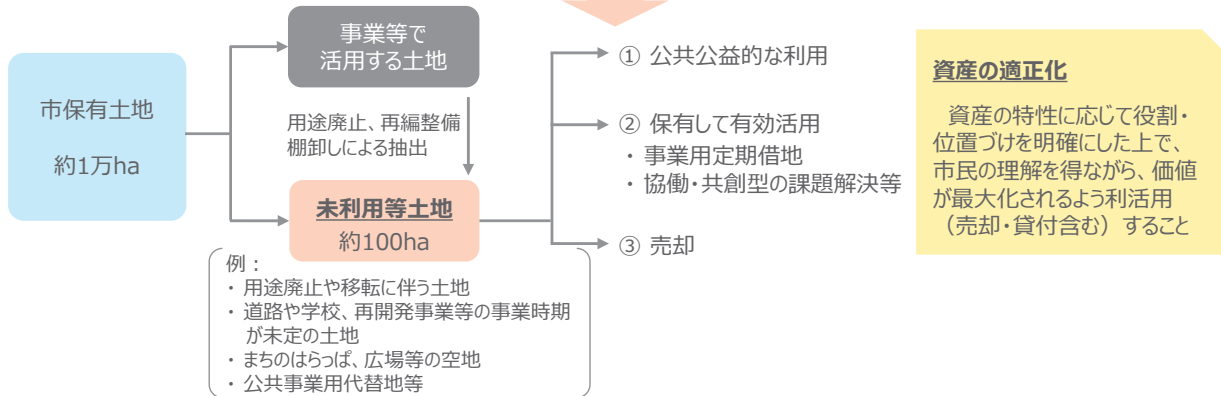 市保有土地
約1万ha
事業等で
活用する土地
用途廃止、再編整備
棚卸しによる抽出
未利用等土地
約100ha
例：
・ 用途廃止や移転に伴う土地
・ 道路や学校、再開発事業等の事業時期
が未定の土地
・ まちのはらっぱ、広場等の空地
・ 公共事業用代替地等
① 公共公益的な利用
② 保有して有効活用
・ 事業用定期借地
・ 協働・共創型の課題解決等
③ 売却
資産の適正化
資産の特性に応じて役割・
位置づけを明確にした上で、
市民の理解を得ながら、価値
が最大化されるよう利活用
（売却・貸付含む）すること